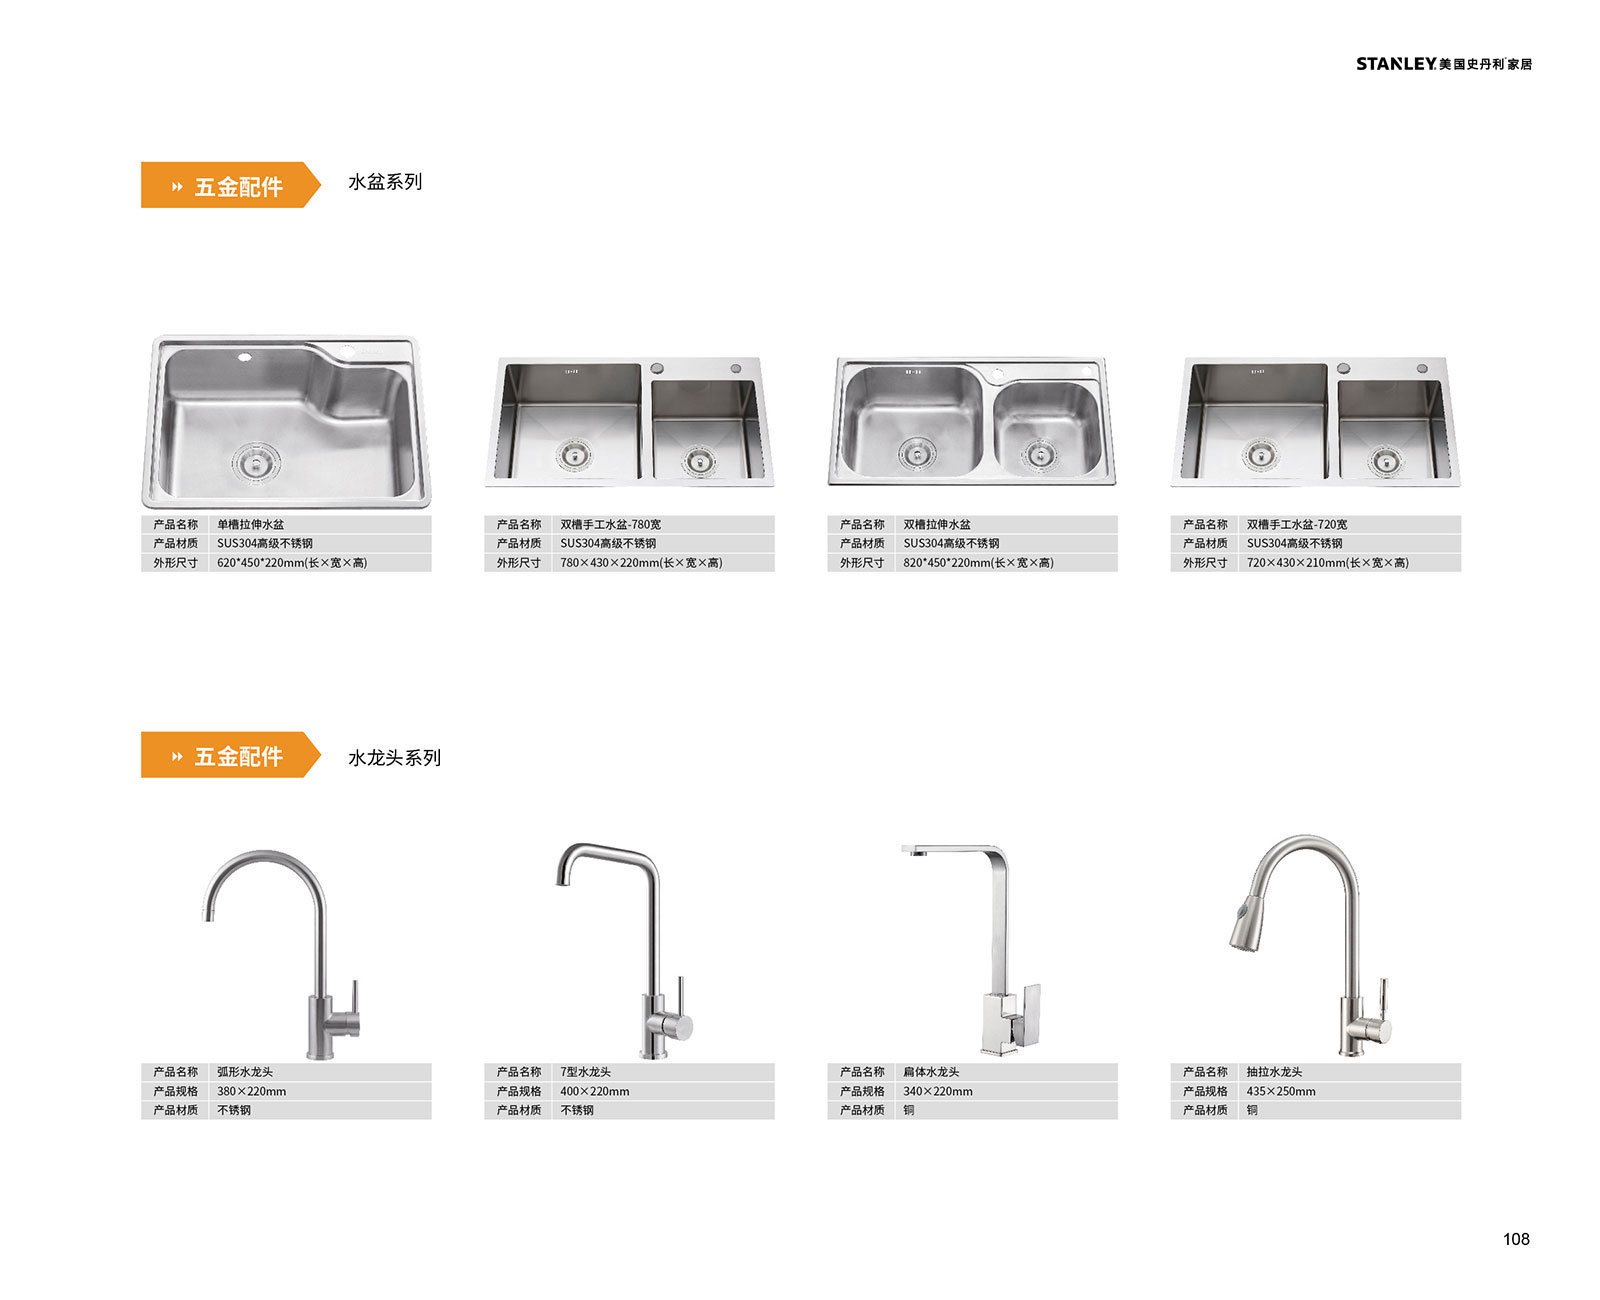 STANLEY.美国史丹利家居
五金配件
水盆系列
产品名称 单槽拉伸水盆
产品材质 SUS304高级不锈钢
外形尺寸 620*450*220mm(长×宽×高)
产品名称 双槽手工水盆-780宽
产品材质 SUS304高级不锈钢
外形尺寸 780×430×220mm(长×宽×高)
产品名称 双槽拉伸水盆
产品材质 SUS304高级不锈钢
外形尺寸 820*450*220mm(长×宽×高)
产品名称 双槽手工水盆-720宽
产品材质 SUS304高级不锈钢
外形尺寸 720×430×210mm(长×宽×高)
五金配件
水龙头系列
产品名称 弧形水龙头
产品规格 380×220mm
产品材质 不锈钢
产品名称 7型水龙头
产品规格 400×220mm
产品材质 不锈钢
产品名称 扁体水龙头
产品规格 340×220mm
产品材质 铜
产品名称 抽拉水龙头
产品规格 435×250mm
产品材质 铜
108